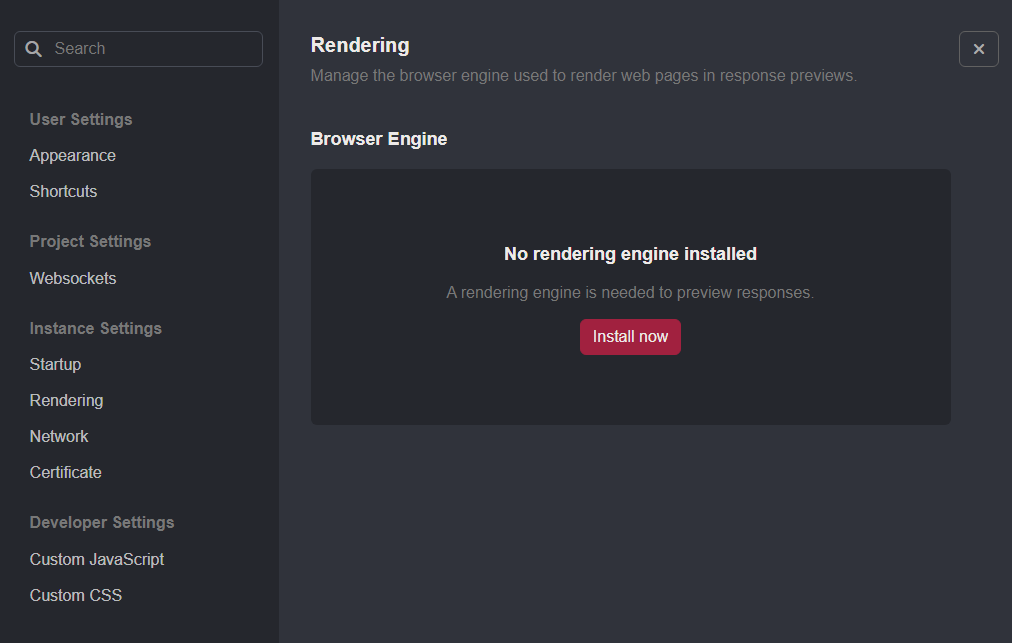 Search
User Settings
Appearance
Shortcuts
Project Settings
Websockets
Instance Settings
Startup
Rendering
Network
Certificate
Developer Settings
Custom JavaScript
Custom CSS
Rendering
Manage the browser engine used to render web pages in response previews.
Browser Engine
No rendering engine installed
A rendering engine is needed to preview responses.
Install now